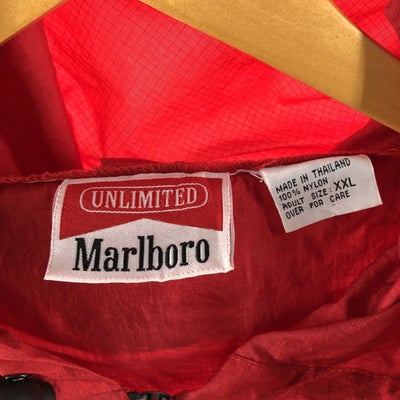 UNLIMITED
Marlboro
MADE IN THAILAND
100% NYLON
ADULT SIZE: XXL
OVER FOR CARE